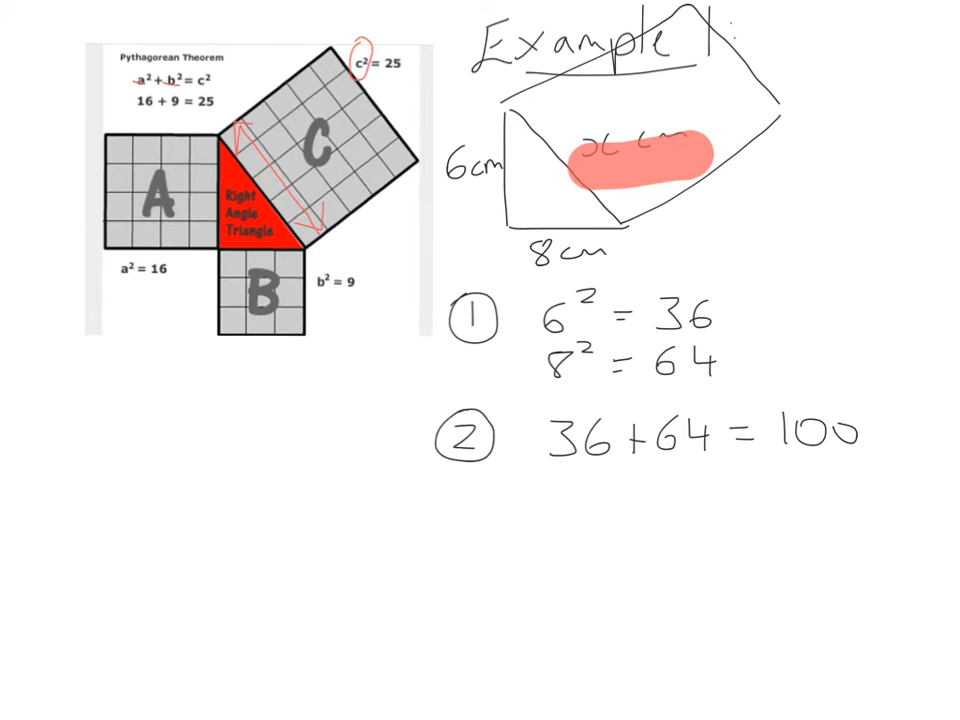 Pythagorean Theorem
a² + b² = c²
16 + 9 = 25
c² = 25
A
C
Right
Angle
Triangle
a² = 16
B
b² = 9
Example 1:
6cm
x cm
8cm
① 6² = 36
8² = 64
② 36 + 64 = 100